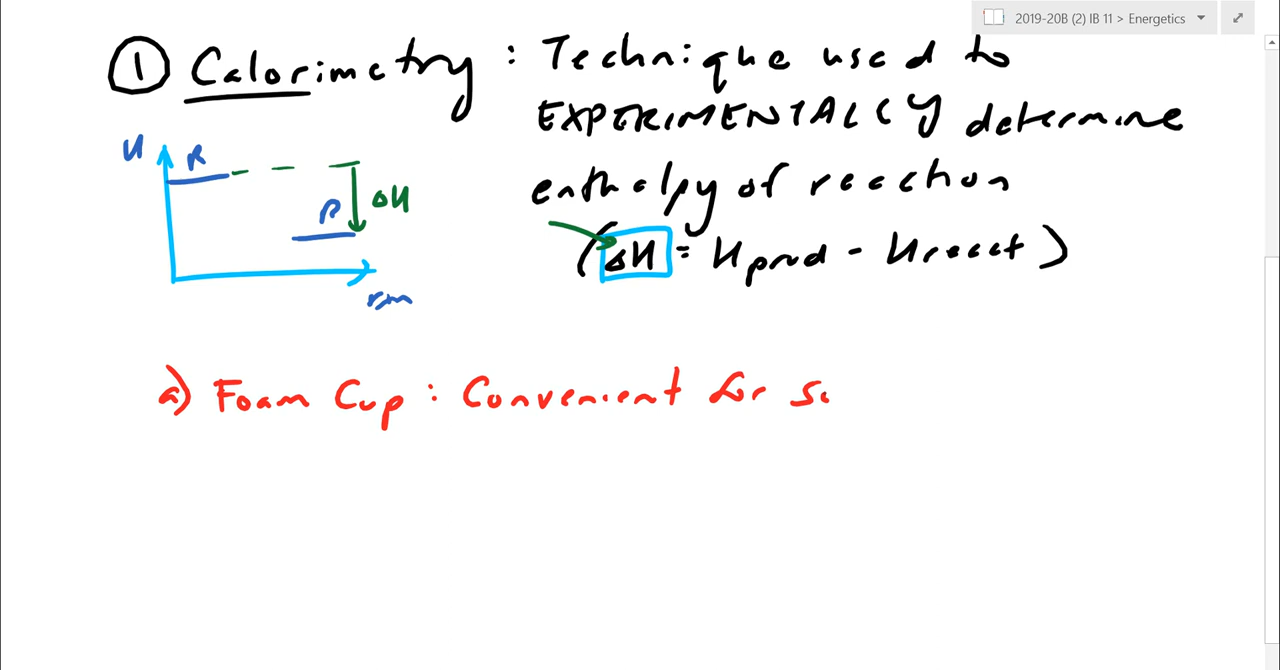 2019-20B (2) IB 11 > Energetics
① Calorimetry : Technique used to
EXPERIMENTALLY determine
enthalpy of reaction
(ΔH = Hprod - Hreact)
H
R
P
ΔH
rxn
a) Foam Cup : Convenient for so